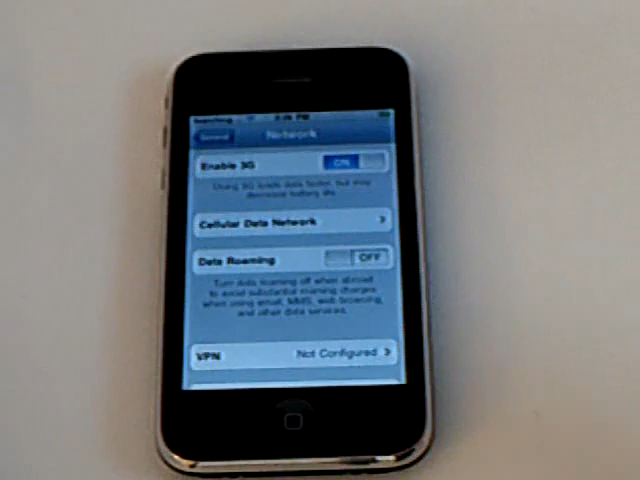 Searching PM
General Network
Enable 3G ON
Using 3G loads data faster, but may
decrease battery life.
Cellular Data Network
Data Roaming OFF
Turn data roaming off when abroad
to avoid substantial roaming charges
when using email, MMS, web browsing,
and other data services.
VPN Not Configured